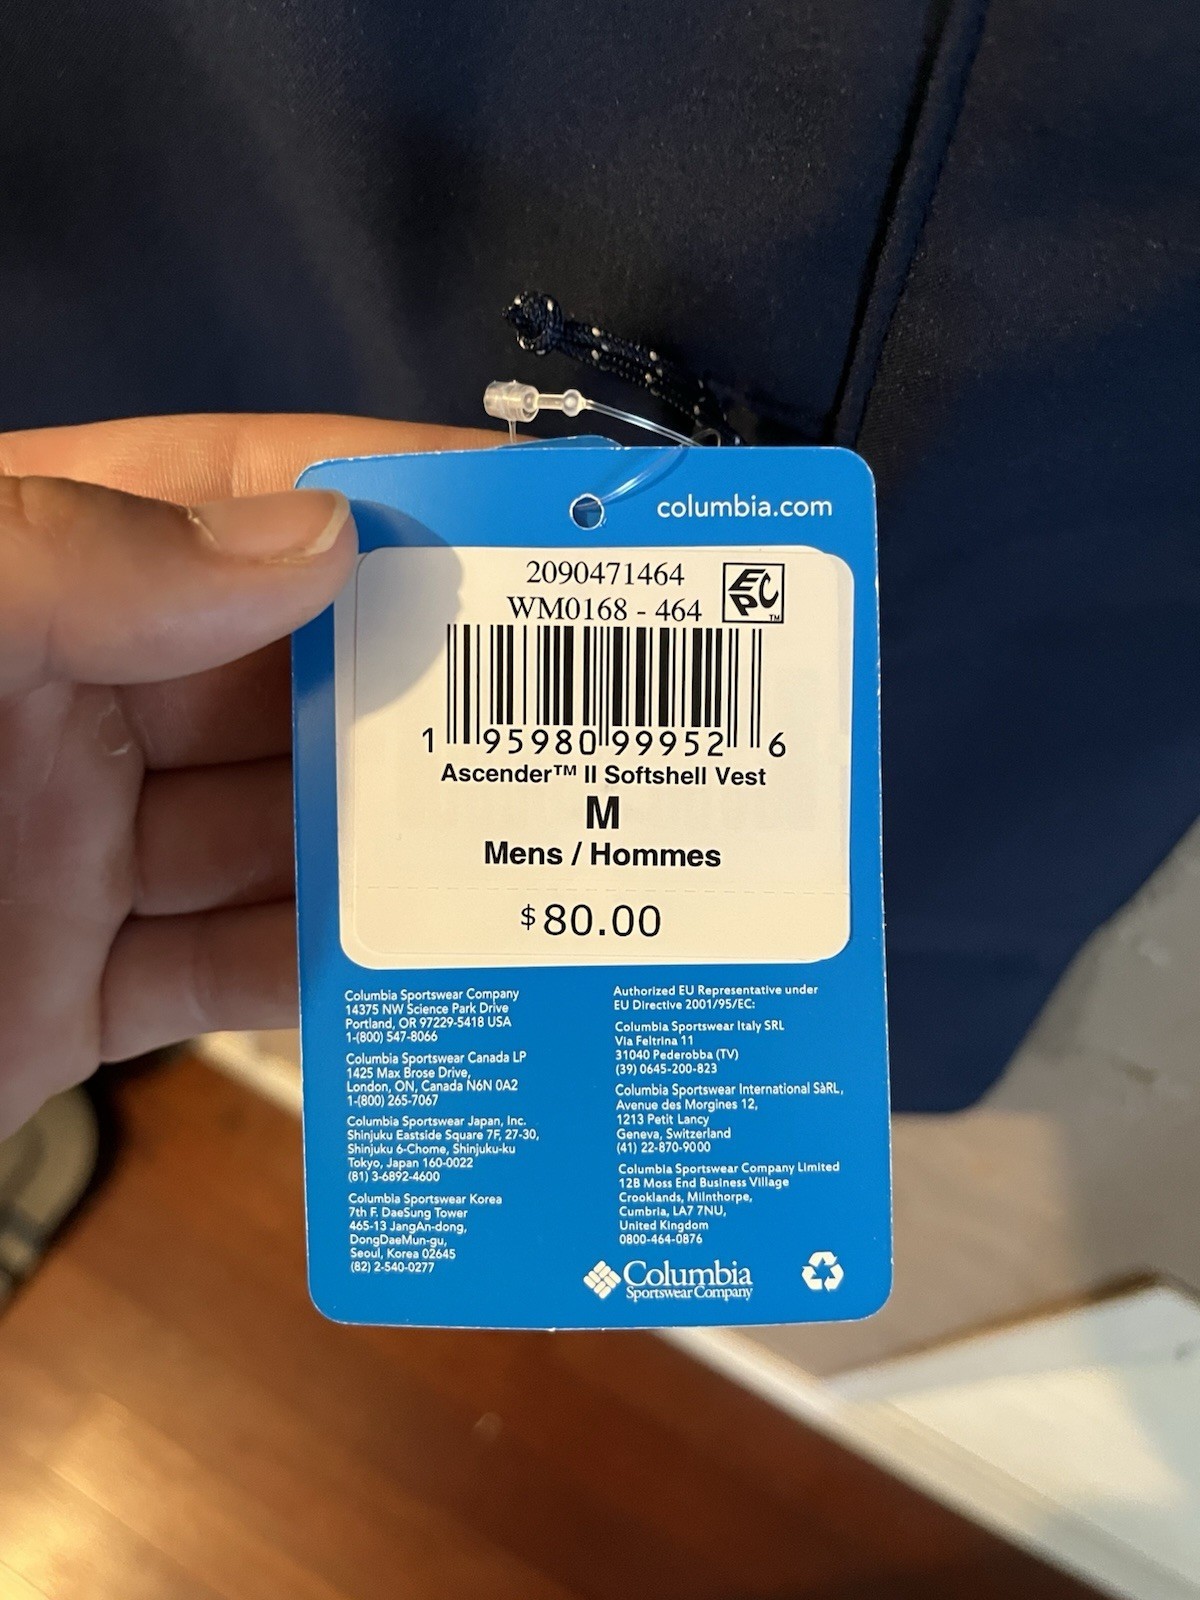 columbia.com
2090471464
WM0168 - 464
EPC
TM
1 95980 99952 6
Ascender™ II Softshell Vest
M
Mens / Hommes
$80.00
Columbia Sportswear Company
14375 NW Science Park Drive
Portland, OR 97229-5418 USA
1-(800) 547-8066
Columbia Sportswear Canada LP
1425 Max Brose Drive,
London, ON, Canada N6N 0A2
1-(800) 265-7067
Columbia Sportswear Japan, Inc.
Shinjuku Eastside Square 7F, 27-30,
Shinjuku 6-Chome, Shinjuku-ku
Tokyo, Japan 160-0022
(81) 3-6892-4600
Columbia Sportswear Korea
7th F. DaeSung Tower
465-13 JangAn-dong,
DongDaeMun-gu,
Seoul, Korea 02645
(82) 2-540-0277
Authorized EU Representative under
EU Directive 2001/95/EC:
Columbia Sportswear Italy SRL
Via Feltrina 11
31040 Pederobba (TV)
(39) 0645-200-823
Columbia Sportswear International SàRL,
Avenue des Morgines 12,
1213 Petit Lancy
Geneva, Switzerland
(41) 22-870-9000
Columbia Sportswear Company Limited
12B Moss End Business Village
Crooklands, Milnthorpe,
Cumbria, LA7 7NU,
United Kingdom
0800-464-0876
Columbia
Sportswear Company